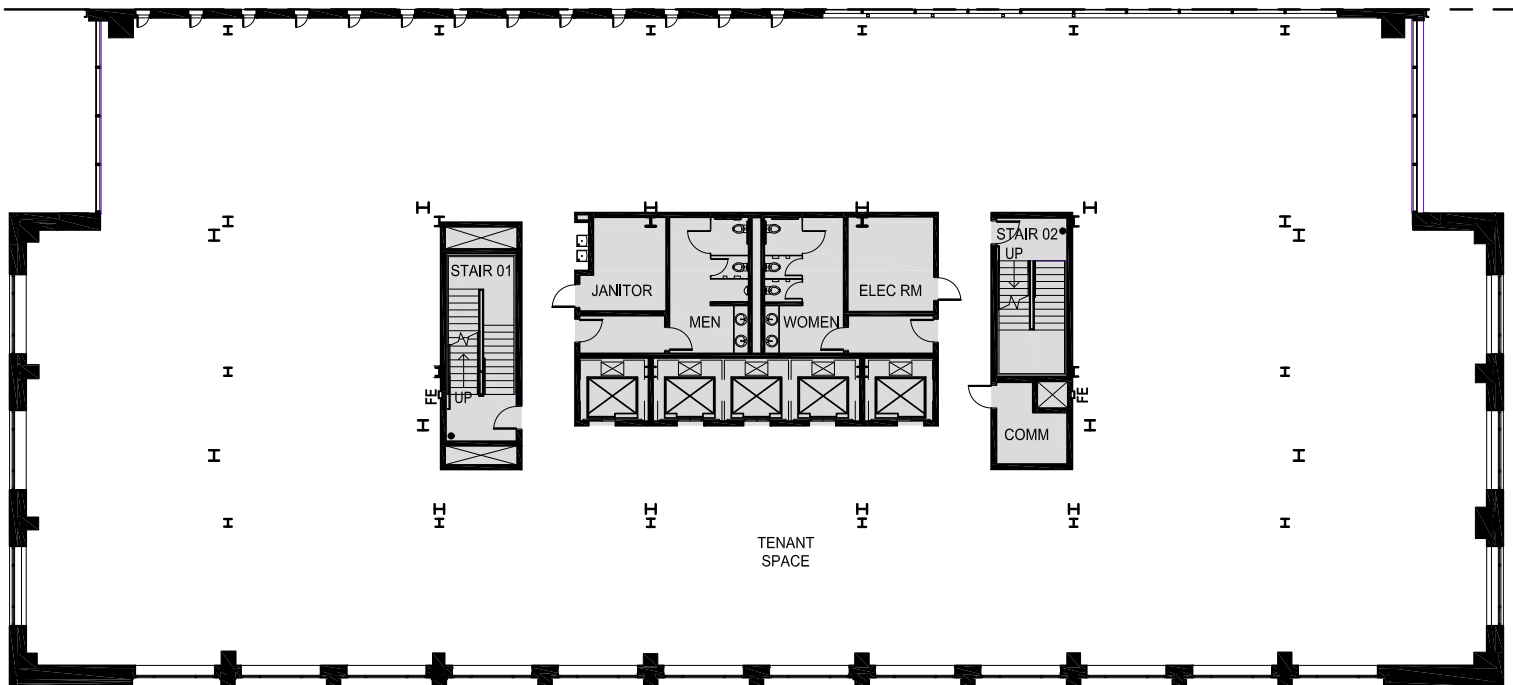 STAIR 01
UP
FE
JANITOR
MEN
WOMEN
ELEC RM
STAIR 02
UP
FE
COMM
TENANT
SPACE